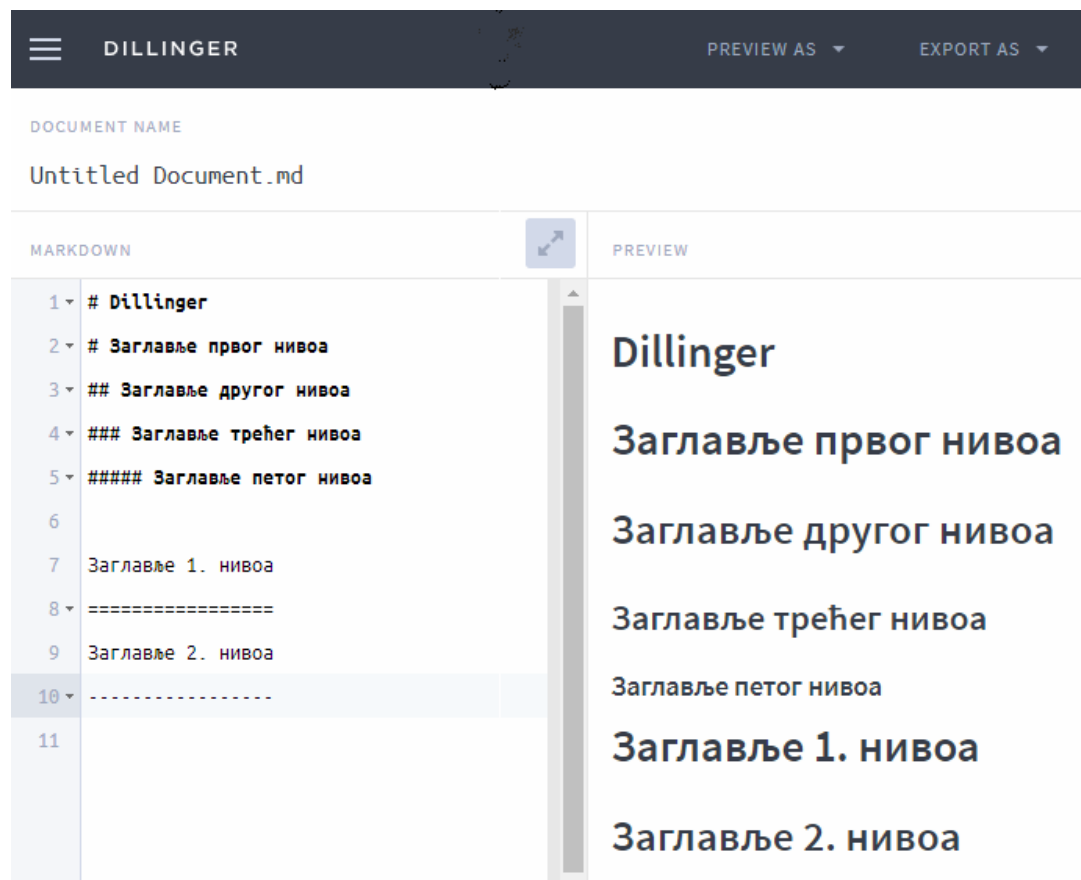 DILLINGER
PREVIEW AS
EXPORT AS
DOCUMENT NAME
Untitled Document.md
MARKDOWN
1 # Dillinger
2 # Заглавље првог нивоа
3 ## Заглавље другог нивоа
4 ### Заглавље трећег нивоа
5 ##### Заглавље петог нивоа
6
7 Заглавље 1. нивоа
8 =================
9 Заглавље 2. нивоа
10 -----------------
11
PREVIEW
Dillinger
Заглавље првог нивоа
Заглавље другог нивоа
Заглавље трећег нивоа
Заглавље петог нивоа
Заглавље 1. нивоа
Заглавље 2. нивоа